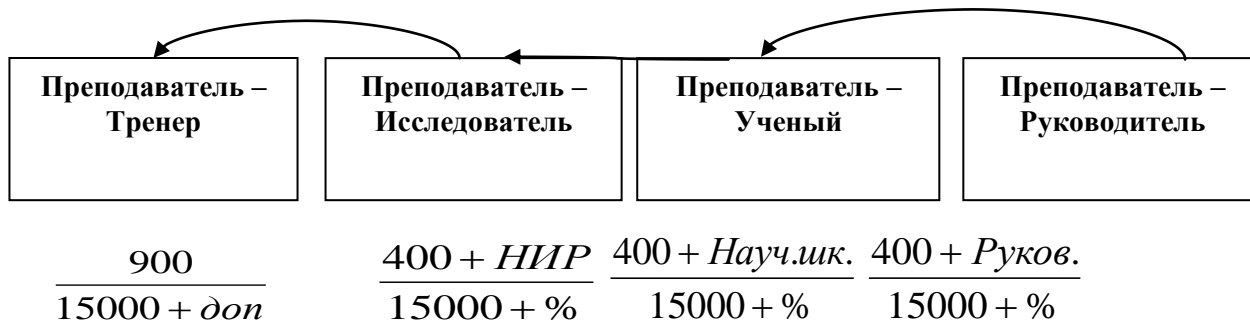 Преподаватель –
Тренер
Преподаватель –
Исследователь
Преподаватель –
Ученый
Преподаватель –
Руководитель
900
15000 + доп
400 + НИР
15000 + %
400 + Науч.шк.
15000 + %
400 + Руков.
15000 + %